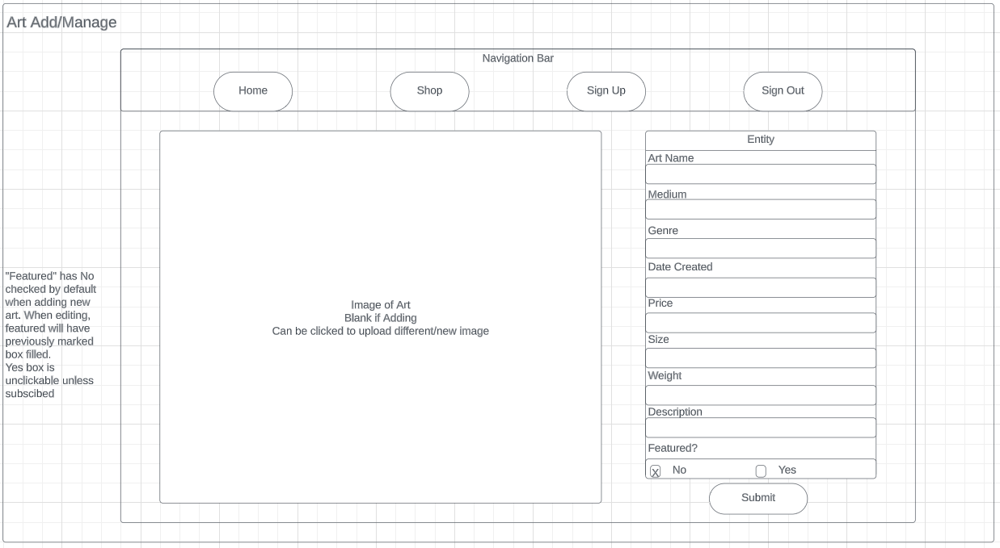 Art Add/Manage
Navigation Bar
Home
Shop
Sign Up
Sign Out
Image of Art
Blank if Adding
Can be clicked to upload different/new image
Entity
Art Name
Medium
Genre
Date Created
Price
Size
Weight
Description
Featured?
X No Yes
Submit
"Featured" has No
checked by default
when adding new
art. When editing,
featured will have
previously marked
box filled.
Yes box is
unclickable unless
subscibed